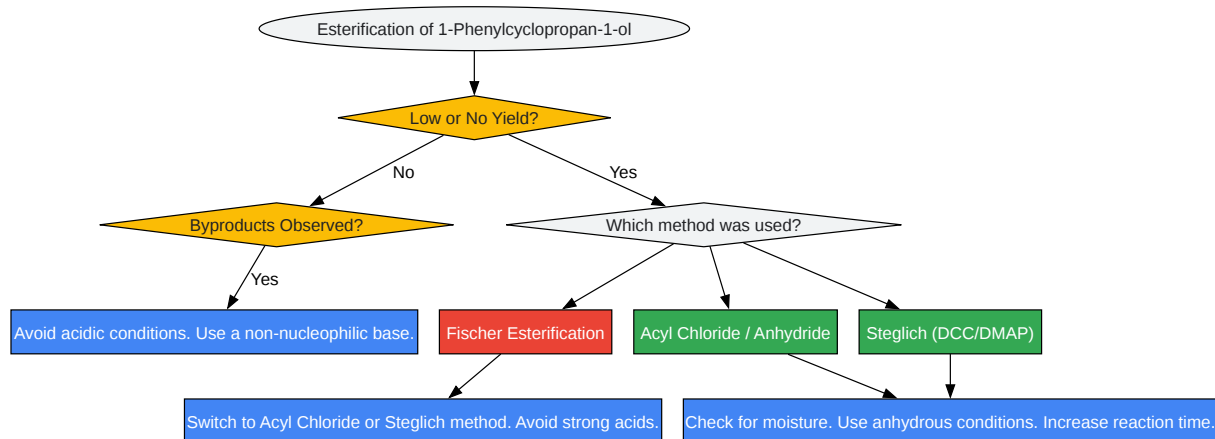 Esterification of 1-Phenylcyclopropan-1-ol
Low or No Yield?
No
Yes
Byproducts Observed?
Which method was used?
Yes
Avoid acidic conditions. Use a non-nucleophilic base.
Fischer Esterification
Acyl Chloride / Anhydride
Steglich (DCC/DMAP)
Switch to Acyl Chloride or Steglich method. Avoid strong acids.
Check for moisture. Use anhydrous conditions. Increase reaction time.